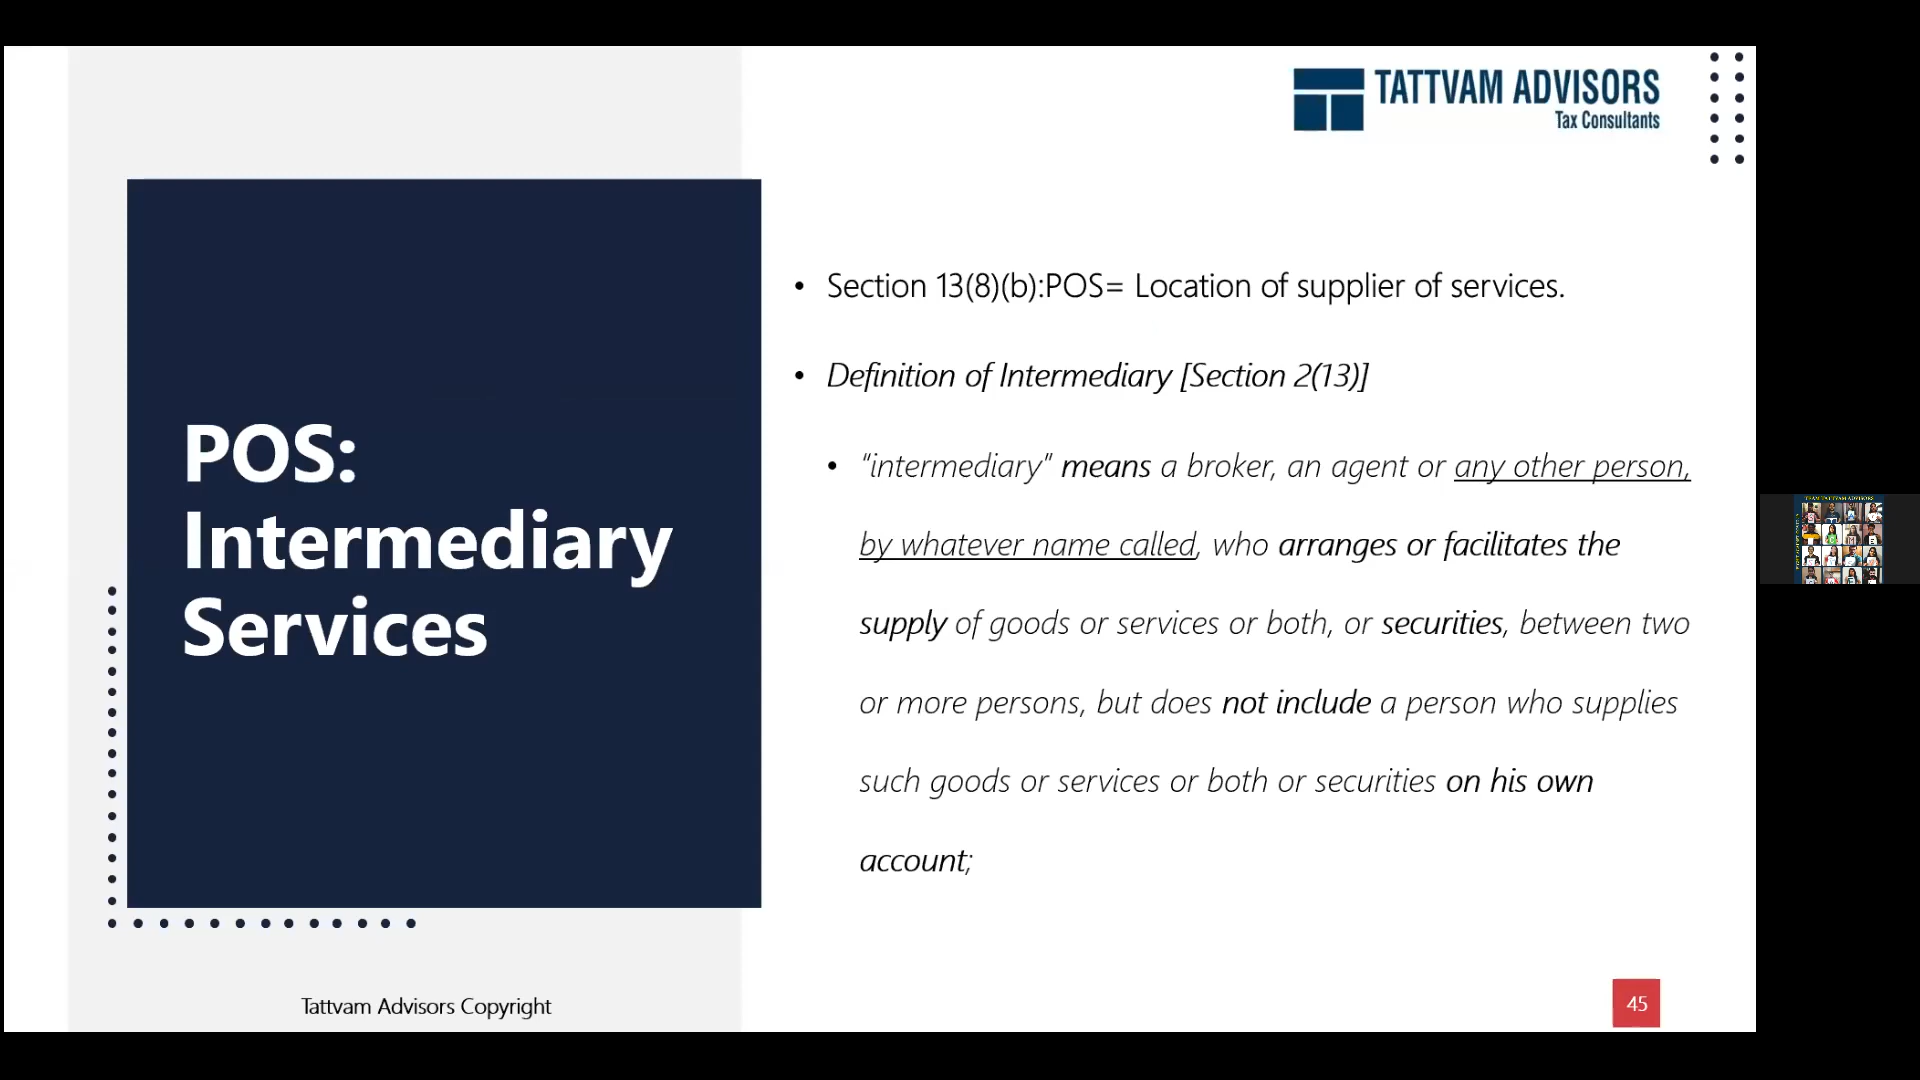 TATTVAM ADVISORS
Tax Consultants
POS:
Intermediary
Services
• Section 13(8)(b):POS= Location of supplier of services.
• Definition of Intermediary [Section 2(13)]
• “intermediary” means a broker, an agent or any other person,
by whatever name called, who arranges or facilitates the
supply of goods or services or both, or securities, between two
or more persons, but does not include a person who supplies
such goods or services or both or securities on his own
account;
Tattvam Advisors Copyright
45
TEAM TATTVAM ADVISORS